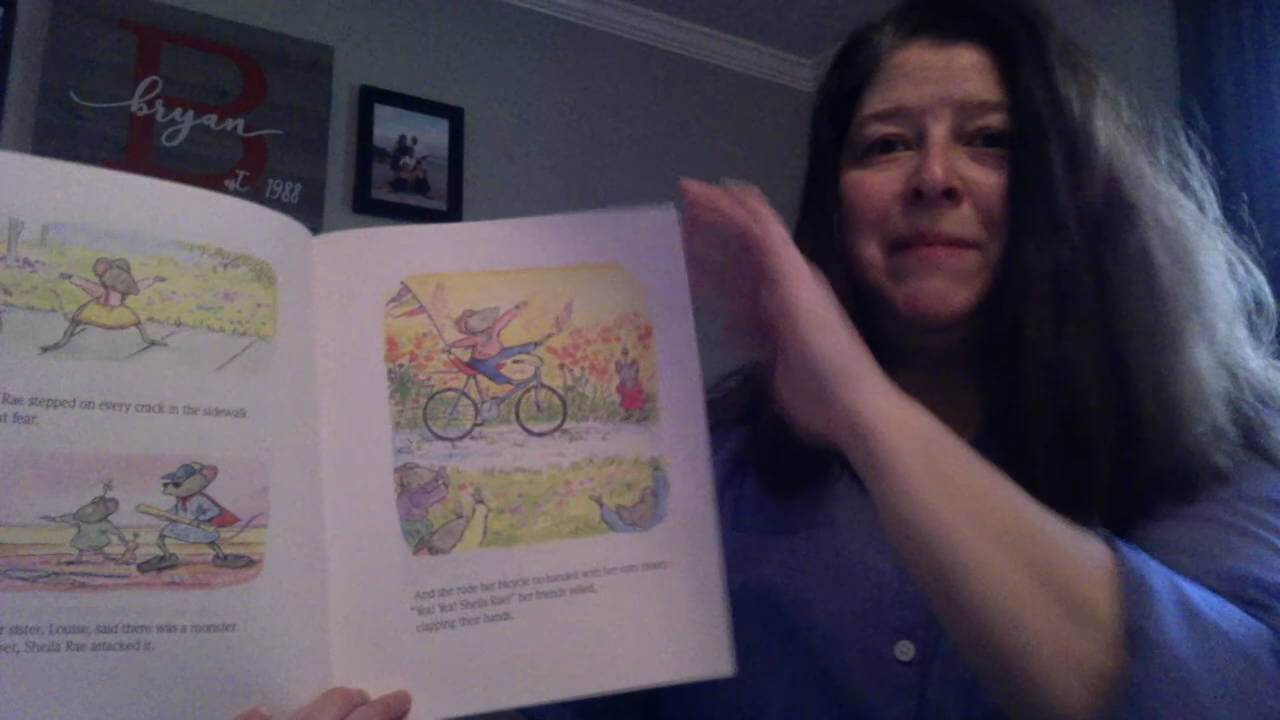 B
bryan
est. 1988
Rae stepped on every crack in the sidewalk
fear.
sister, Louise, said there was a monster
Sheila Rae attacked it.
And she rode her bicycle no-handed with her eyes closed.
"Yea! Yea! Sheila Rae!" her friends yelled,
clapping their hands.